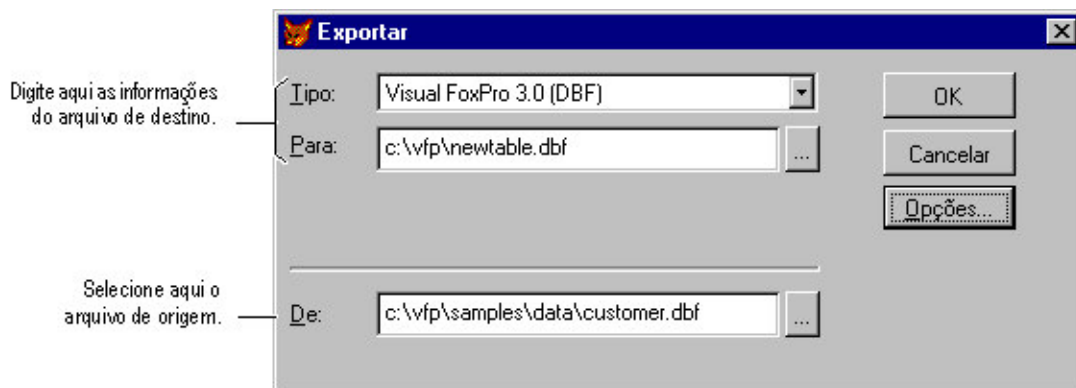 Exportar
Digite aqui as informações
do arquivo de destino.
Tipo:
Visual FoxPro 3.0 (DBF)
OK
Para:
c:\vfp\newtable.dbf
...
Cancelar
Opções...
Selecione aqui o
arquivo de origem.
De:
c:\vfp\samples\data\customer.dbf
...